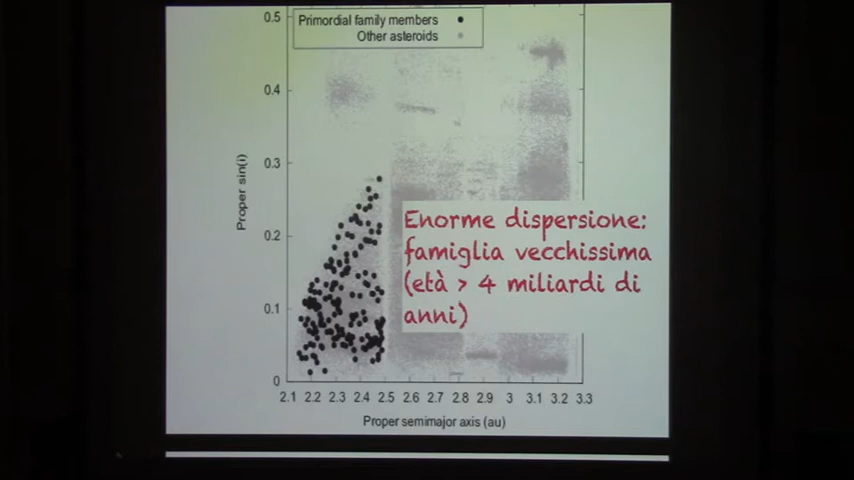 Primordial family members
Other asteroids
0.5
0.4
0.3
0.2
0.1
0
Proper sin(i)
Enorme dispersione:
famiglia vecchissima
(età > 4 miliardi di
anni)
2.1 2.2 2.3 2.4 2.5 2.6 2.7 2.8 2.9 3 3.1 3.2 3.3
Proper semimajor axis (au)